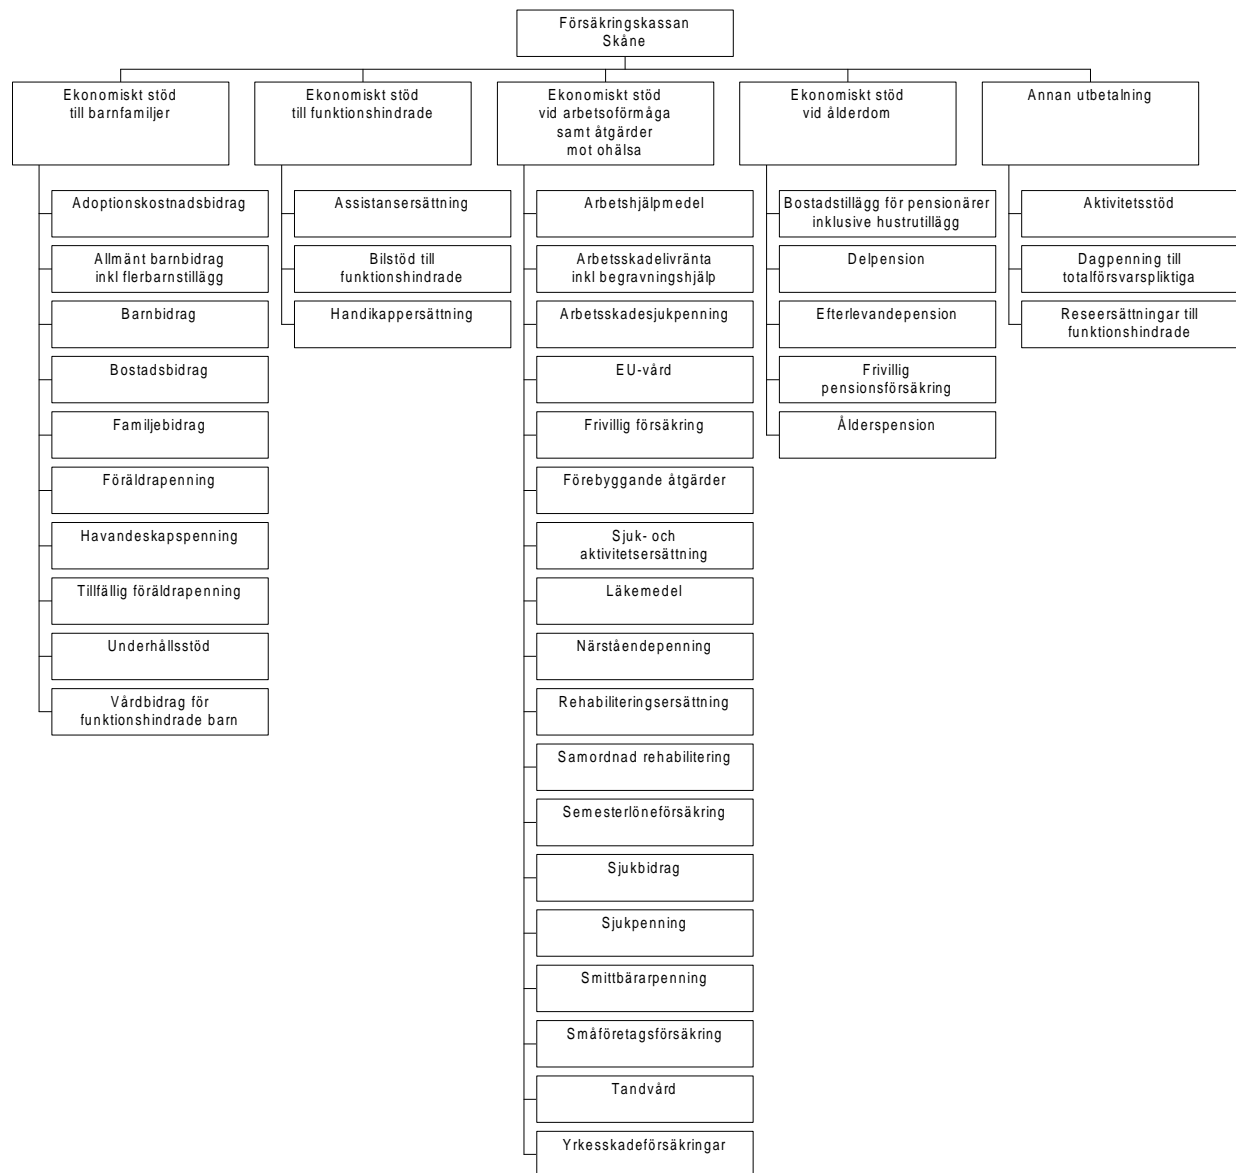 Försäkringskassan
Skåne
Ekonomiskt stöd
till barnfamiljer
Adoptionskostnadsbidrag
Allmänt barnbidrag
inkl flerbarnstillägg
Barnbidrag
Bostadsbidrag
Familjebidrag
Föräldrapenning
Havandeskapspenning
Tillfällig föräldrapenning
Underhållsstöd
Vårdbidrag för
funktionshindrade barn
Ekonomiskt stöd
till funktionshindrade
Assistansersättning
Bilstöd till
funktionshindrade
Handikappersättning
Ekonomiskt stöd
vid arbetsoförmåga
samt åtgärder
mot ohälsa
Arbetshjälpmedel
Arbetsskadelivränta
inkl begravningshjälp
Arbetsskadesjukpenning
EU-vård
Frivillig försäkring
Förebyggande åtgärder
Sjuk- och
aktivitetsersättning
Läkemedel
Närståendepenning
Rehabiliteringsersättning
Samordnad rehabilitering
Semesterlöneförsäkring
Sjukbidrag
Sjukpenning
Smittbärarpenning
Småföretagsförsäkring
Tandvård
Yrkesskadeförsäkringar
Ekonomiskt stöd
vid ålderdom
Bostadstillägg för pensionärer
inklusive hustrutillägg
Delpension
Efterlevandepension
Frivillig
pensionsförsäkring
Ålderspension
Annan utbetalning
Aktivitetsstöd
Dagpenning till
totalförsvarspliktiga
Reseersättningar till
funktionshindrade